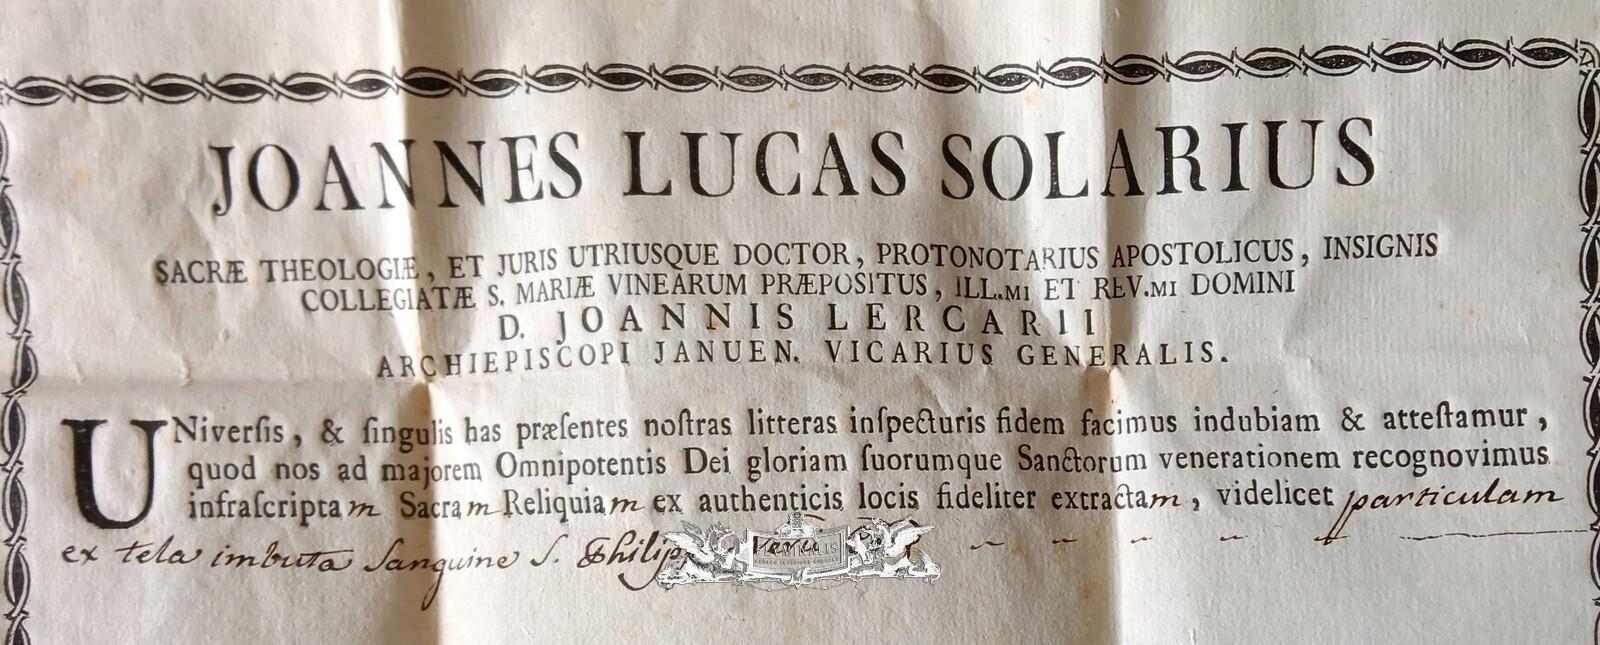 JOANNES LUCAS SOLARIUS
SACRÆ THEOLOGIÆ, ET JURIS UTRIUSQUE DOCTOR, PROTONOTARIUS APOSTOLICUS, INSIGNIS
COLLEGIATÆ S. MARIÆ VINEARUM PRÆPOSITUS, ILL.MI ET REV.MI DOMINI
D. JOANNIS LERCARII
ARCHIEPISCOPI JANUEN. VICARIUS GENERALIS.
UNiverſis, & ſingulis has præſentes noſtras litteras inſpecturis fidem facimus indubiam & atteſtamur,
quod nos ad majorem Omnipotentis Dei gloriam ſuorumque Sanctorum venerationem recognovimus
infraſcriptam Sacram Reliquiam ex authenticis locis fideliter extractam, videlicet particulam
ex tela imbuta Sanguine S. Philippi